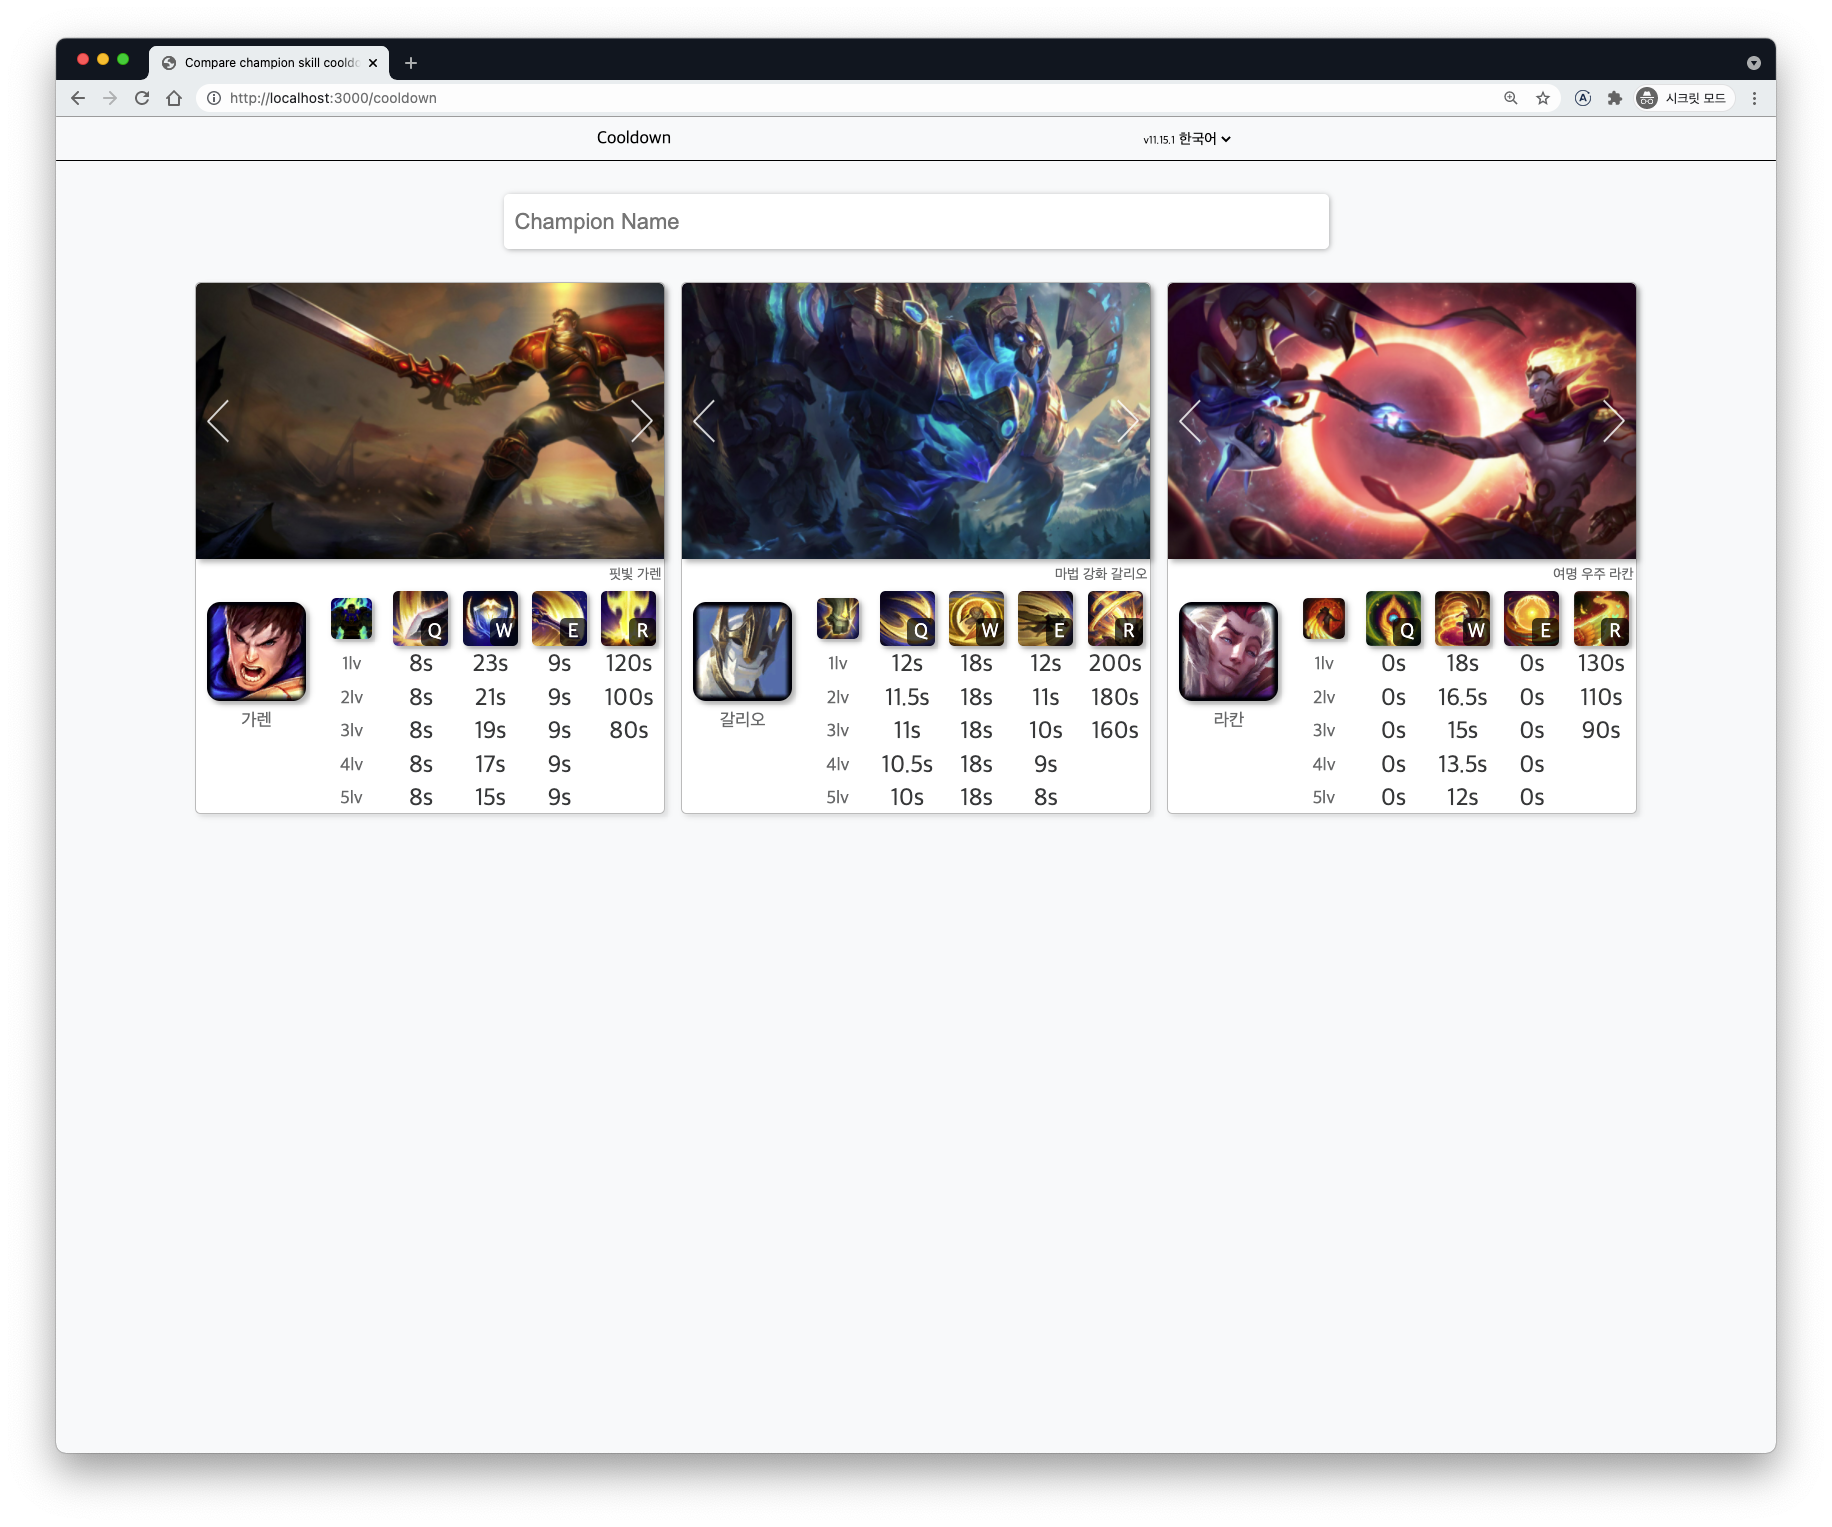 Compare champion skill cooldo
http://localhost:3000/cooldown
시크릿 모드
Cooldown
v11.15.1 한국어
Champion Name
핏빛 가렌
Q W E R
가렌
1lv 8s 23s 9s 120s
2lv 8s 21s 9s 100s
3lv 8s 19s 9s 80s
4lv 8s 17s 9s
5lv 8s 15s 9s
마법 강화 갈리오
Q W E R
갈리오
1lv 12s 18s 12s 200s
2lv 11.5s 18s 11s 180s
3lv 11s 18s 10s 160s
4lv 10.5s 18s 9s
5lv 10s 18s 8s
여명 우주 라칸
Q W E R
라칸
1lv 0s 18s 0s 130s
2lv 0s 16.5s 0s 110s
3lv 0s 15s 0s 90s
4lv 0s 13.5s 0s
5lv 0s 12s 0s